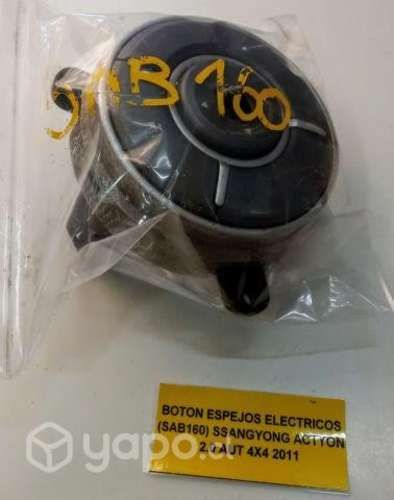 SAB 160
BOTON ESPEJOS ELECTRICOS
(SAB160) SSANGYONG ACTYON
2.0 AUT 4X4 2011
yapo.cl